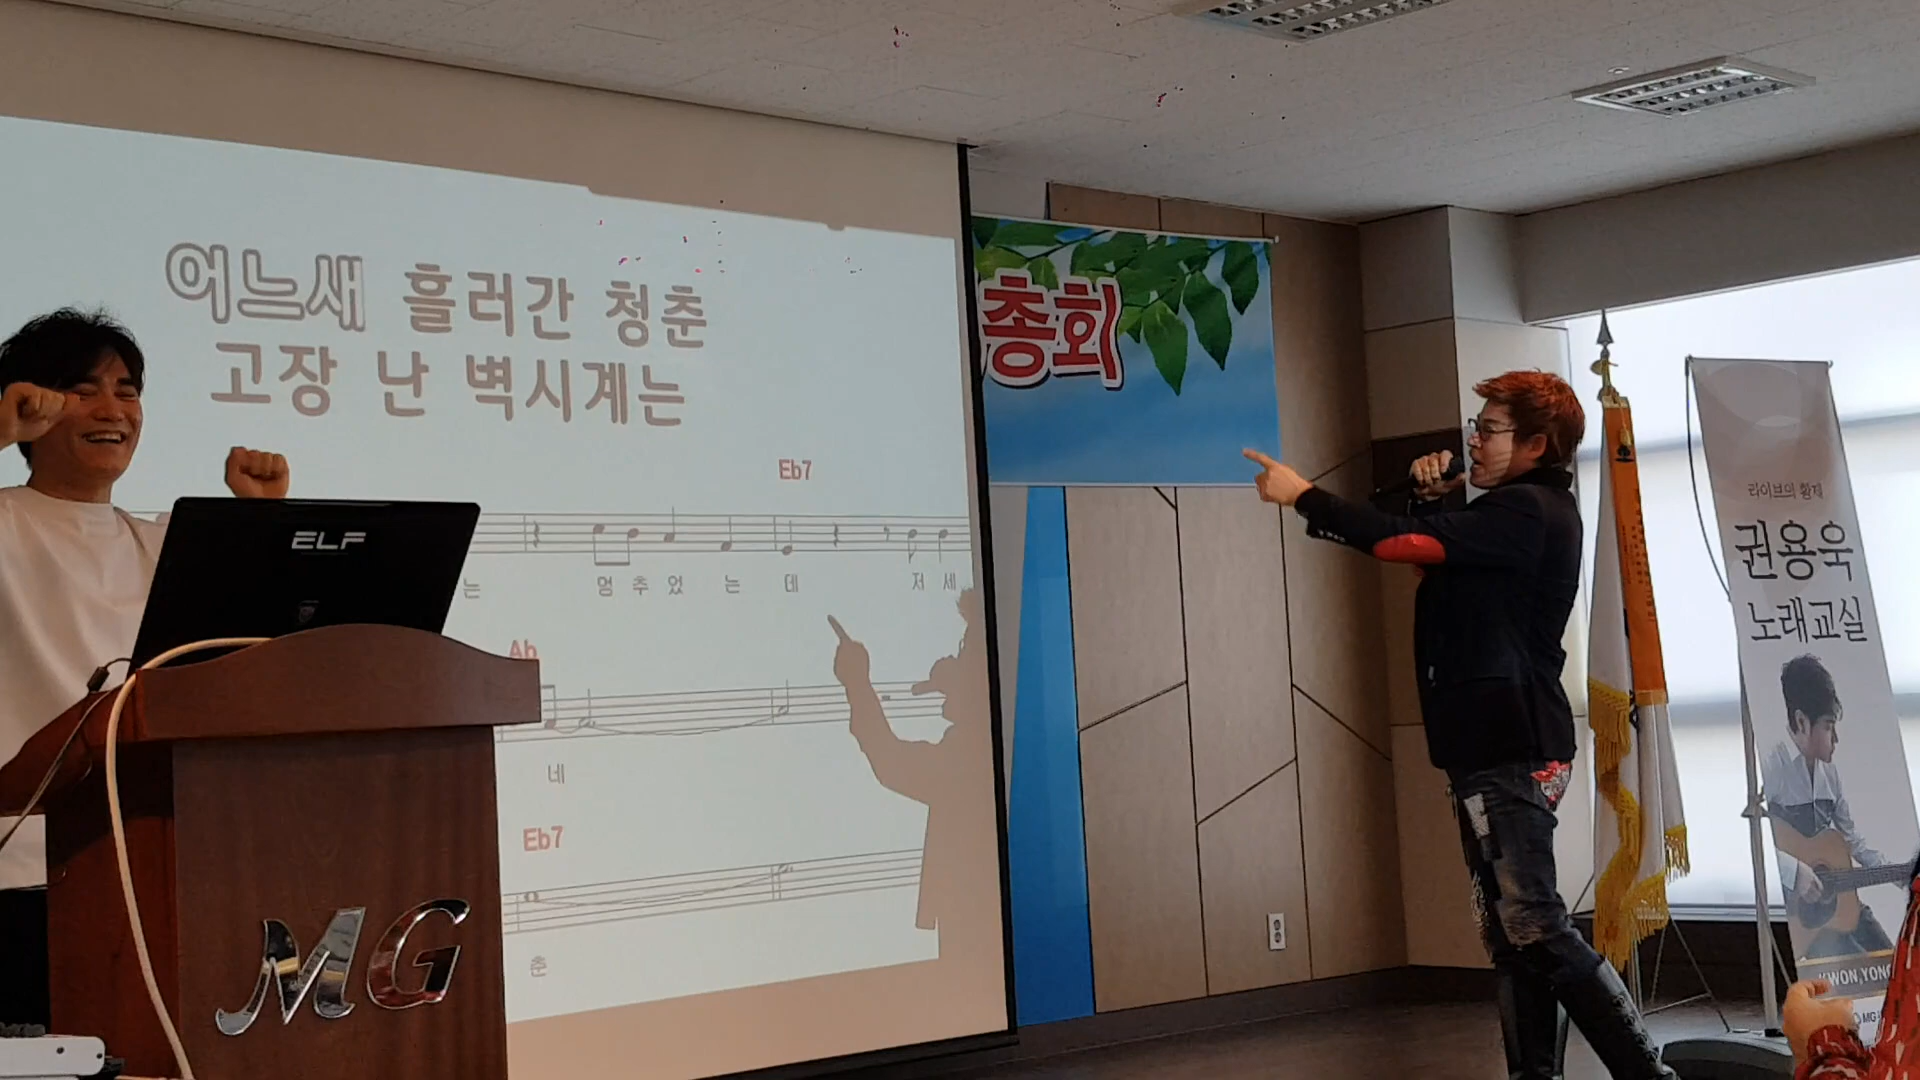 어느새 흘러간 청춘
고장 난 벽시계는
Eb7
는 멍 추 었 는 데 저 세
Ab
네
Eb7
춘
총회
ELF
MG
라이브의 황제
권용욱
노래교실
KWON, YONG
MG